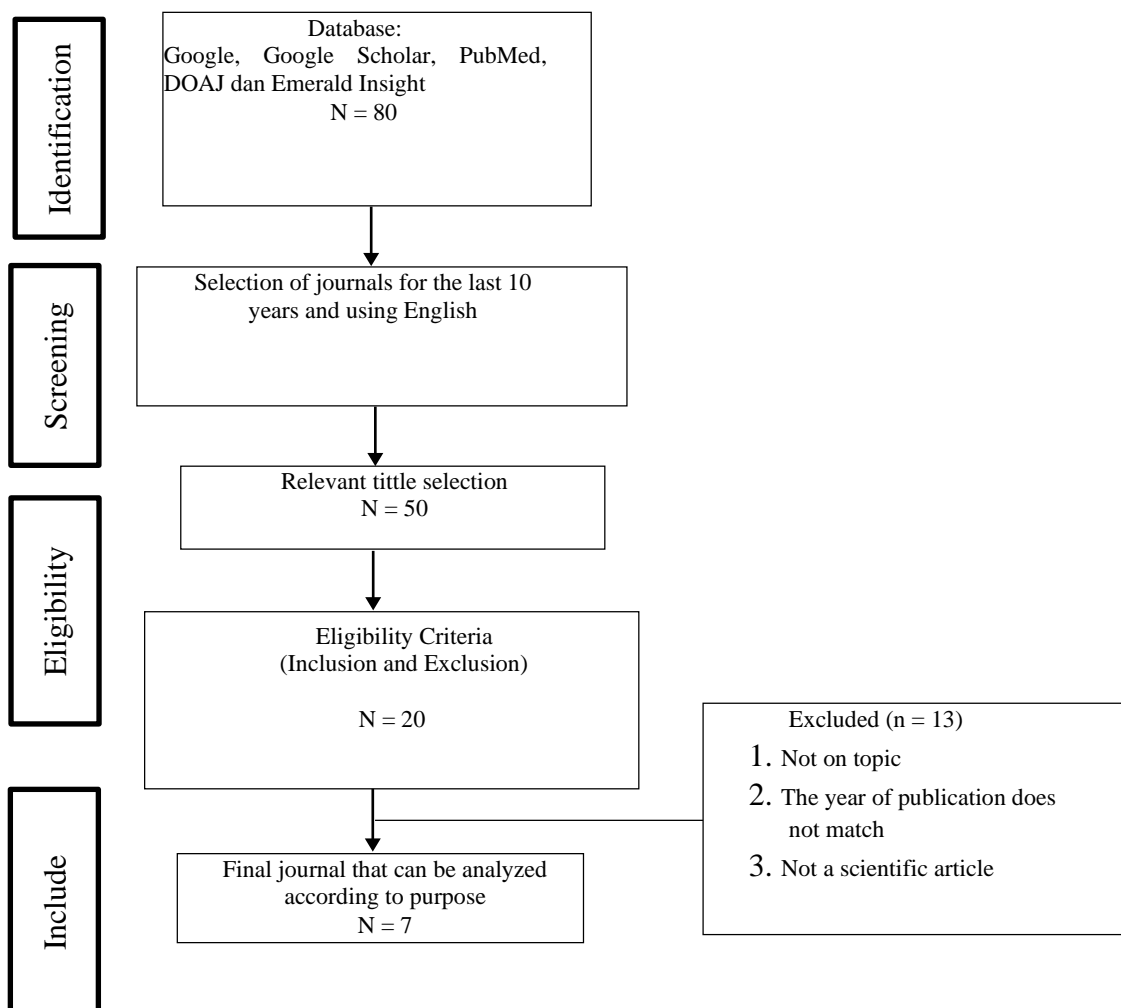 Identification
Database:
Google, Google Scholar, PubMed,
DOAJ dan Emerald Insight
N = 80
Screening
Selection of journals for the last 10
years and using English
Relevant tittle selection
N = 50
Eligibility
Eligibility Criteria
(Inclusion and Exclusion)
N = 20
Excluded (n = 13)
1. Not on topic
2. The year of publication does
not match
3. Not a scientific article
Include
Final journal that can be analyzed
according to purpose
N = 7